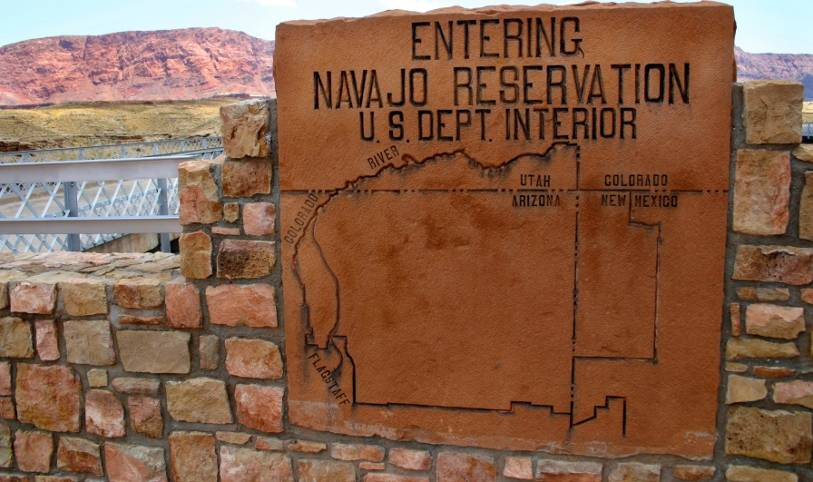 ENTERING
NAVAJO RESERVATION
U.S. DEPT. INTERIOR
COLORADO RIVER
UTAH COLORADO
ARIZONA NEW MEXICO
FLAGSTAFF